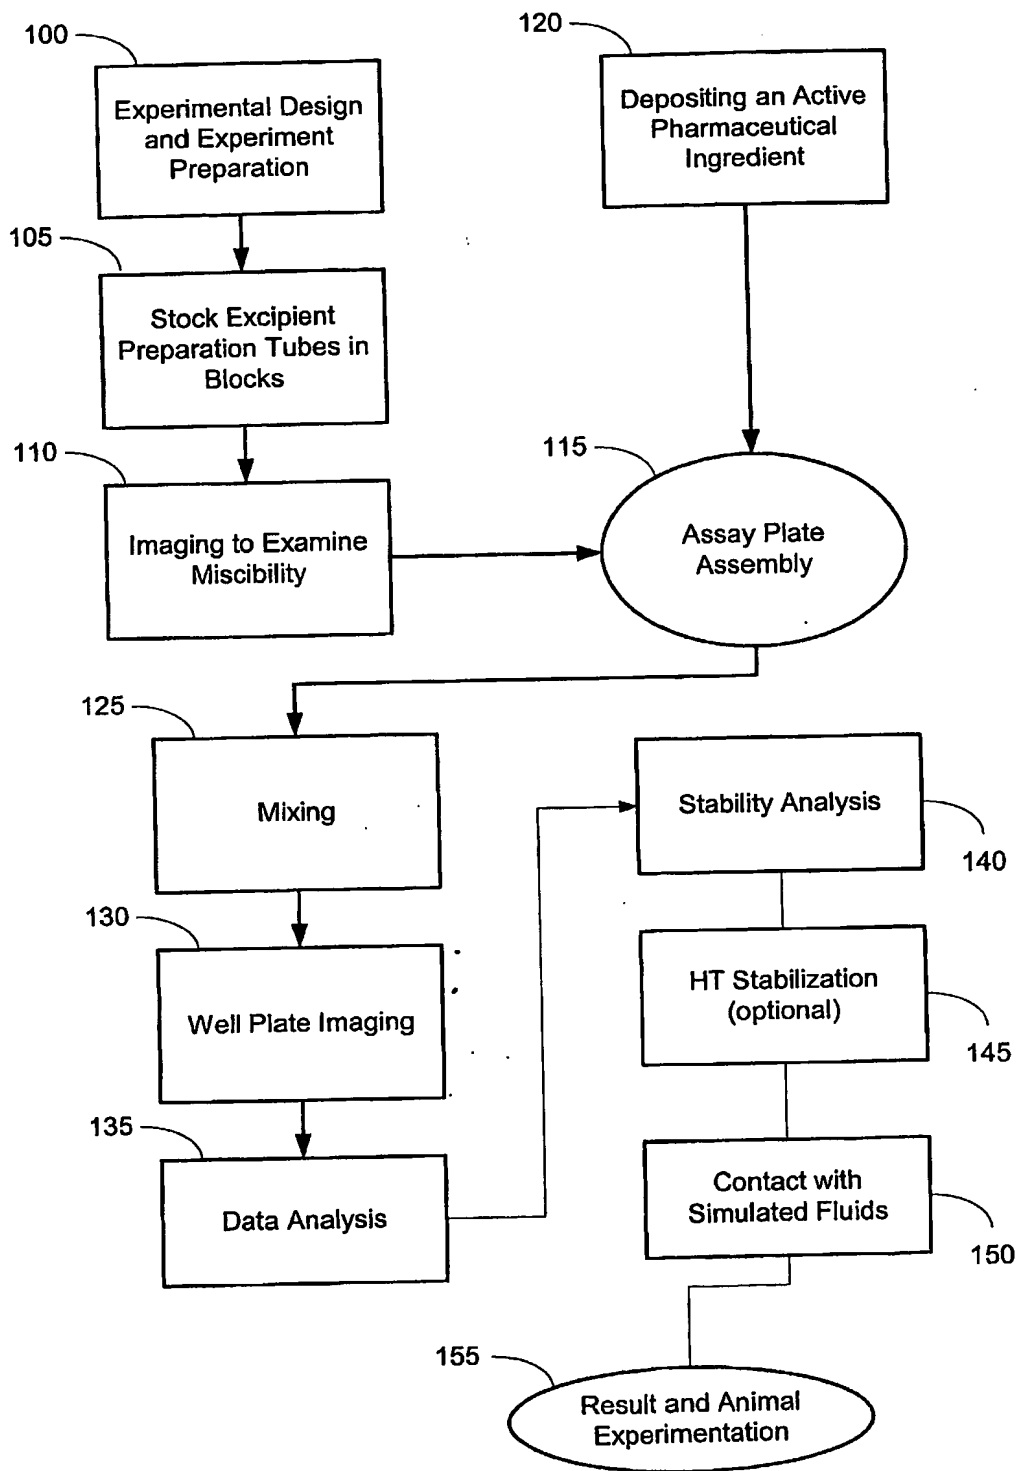 100
Experimental Design
and Experiment
Preparation
120
Depositing an Active
Pharmaceutical
Ingredient
105
Stock Excipient
Preparation Tubes in
Blocks
110
Imaging to Examine
Miscibility
115
Assay Plate
Assembly
125
Mixing
130
Well Plate Imaging
135
Data Analysis
Stability Analysis
140
HT Stabilization
(optional)
145
Contact with
Simulated Fluids
150
155
Result and Animal
Experimentation